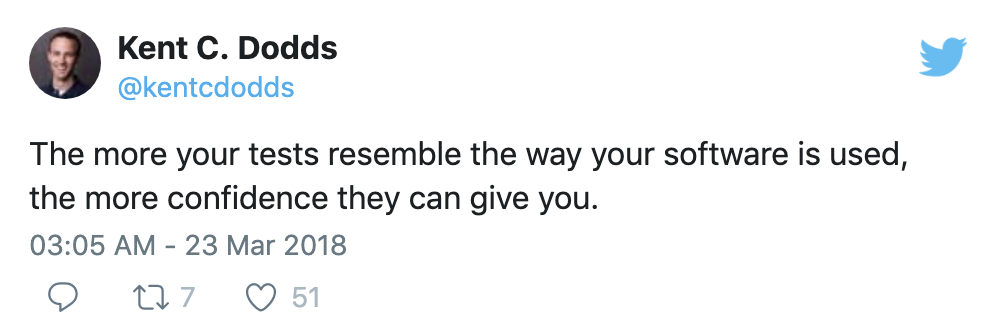 Kent C. Dodds
@kentcdodds
The more your tests resemble the way your software is used,
the more confidence they can give you.
03:05 AM - 23 Mar 2018
7 51